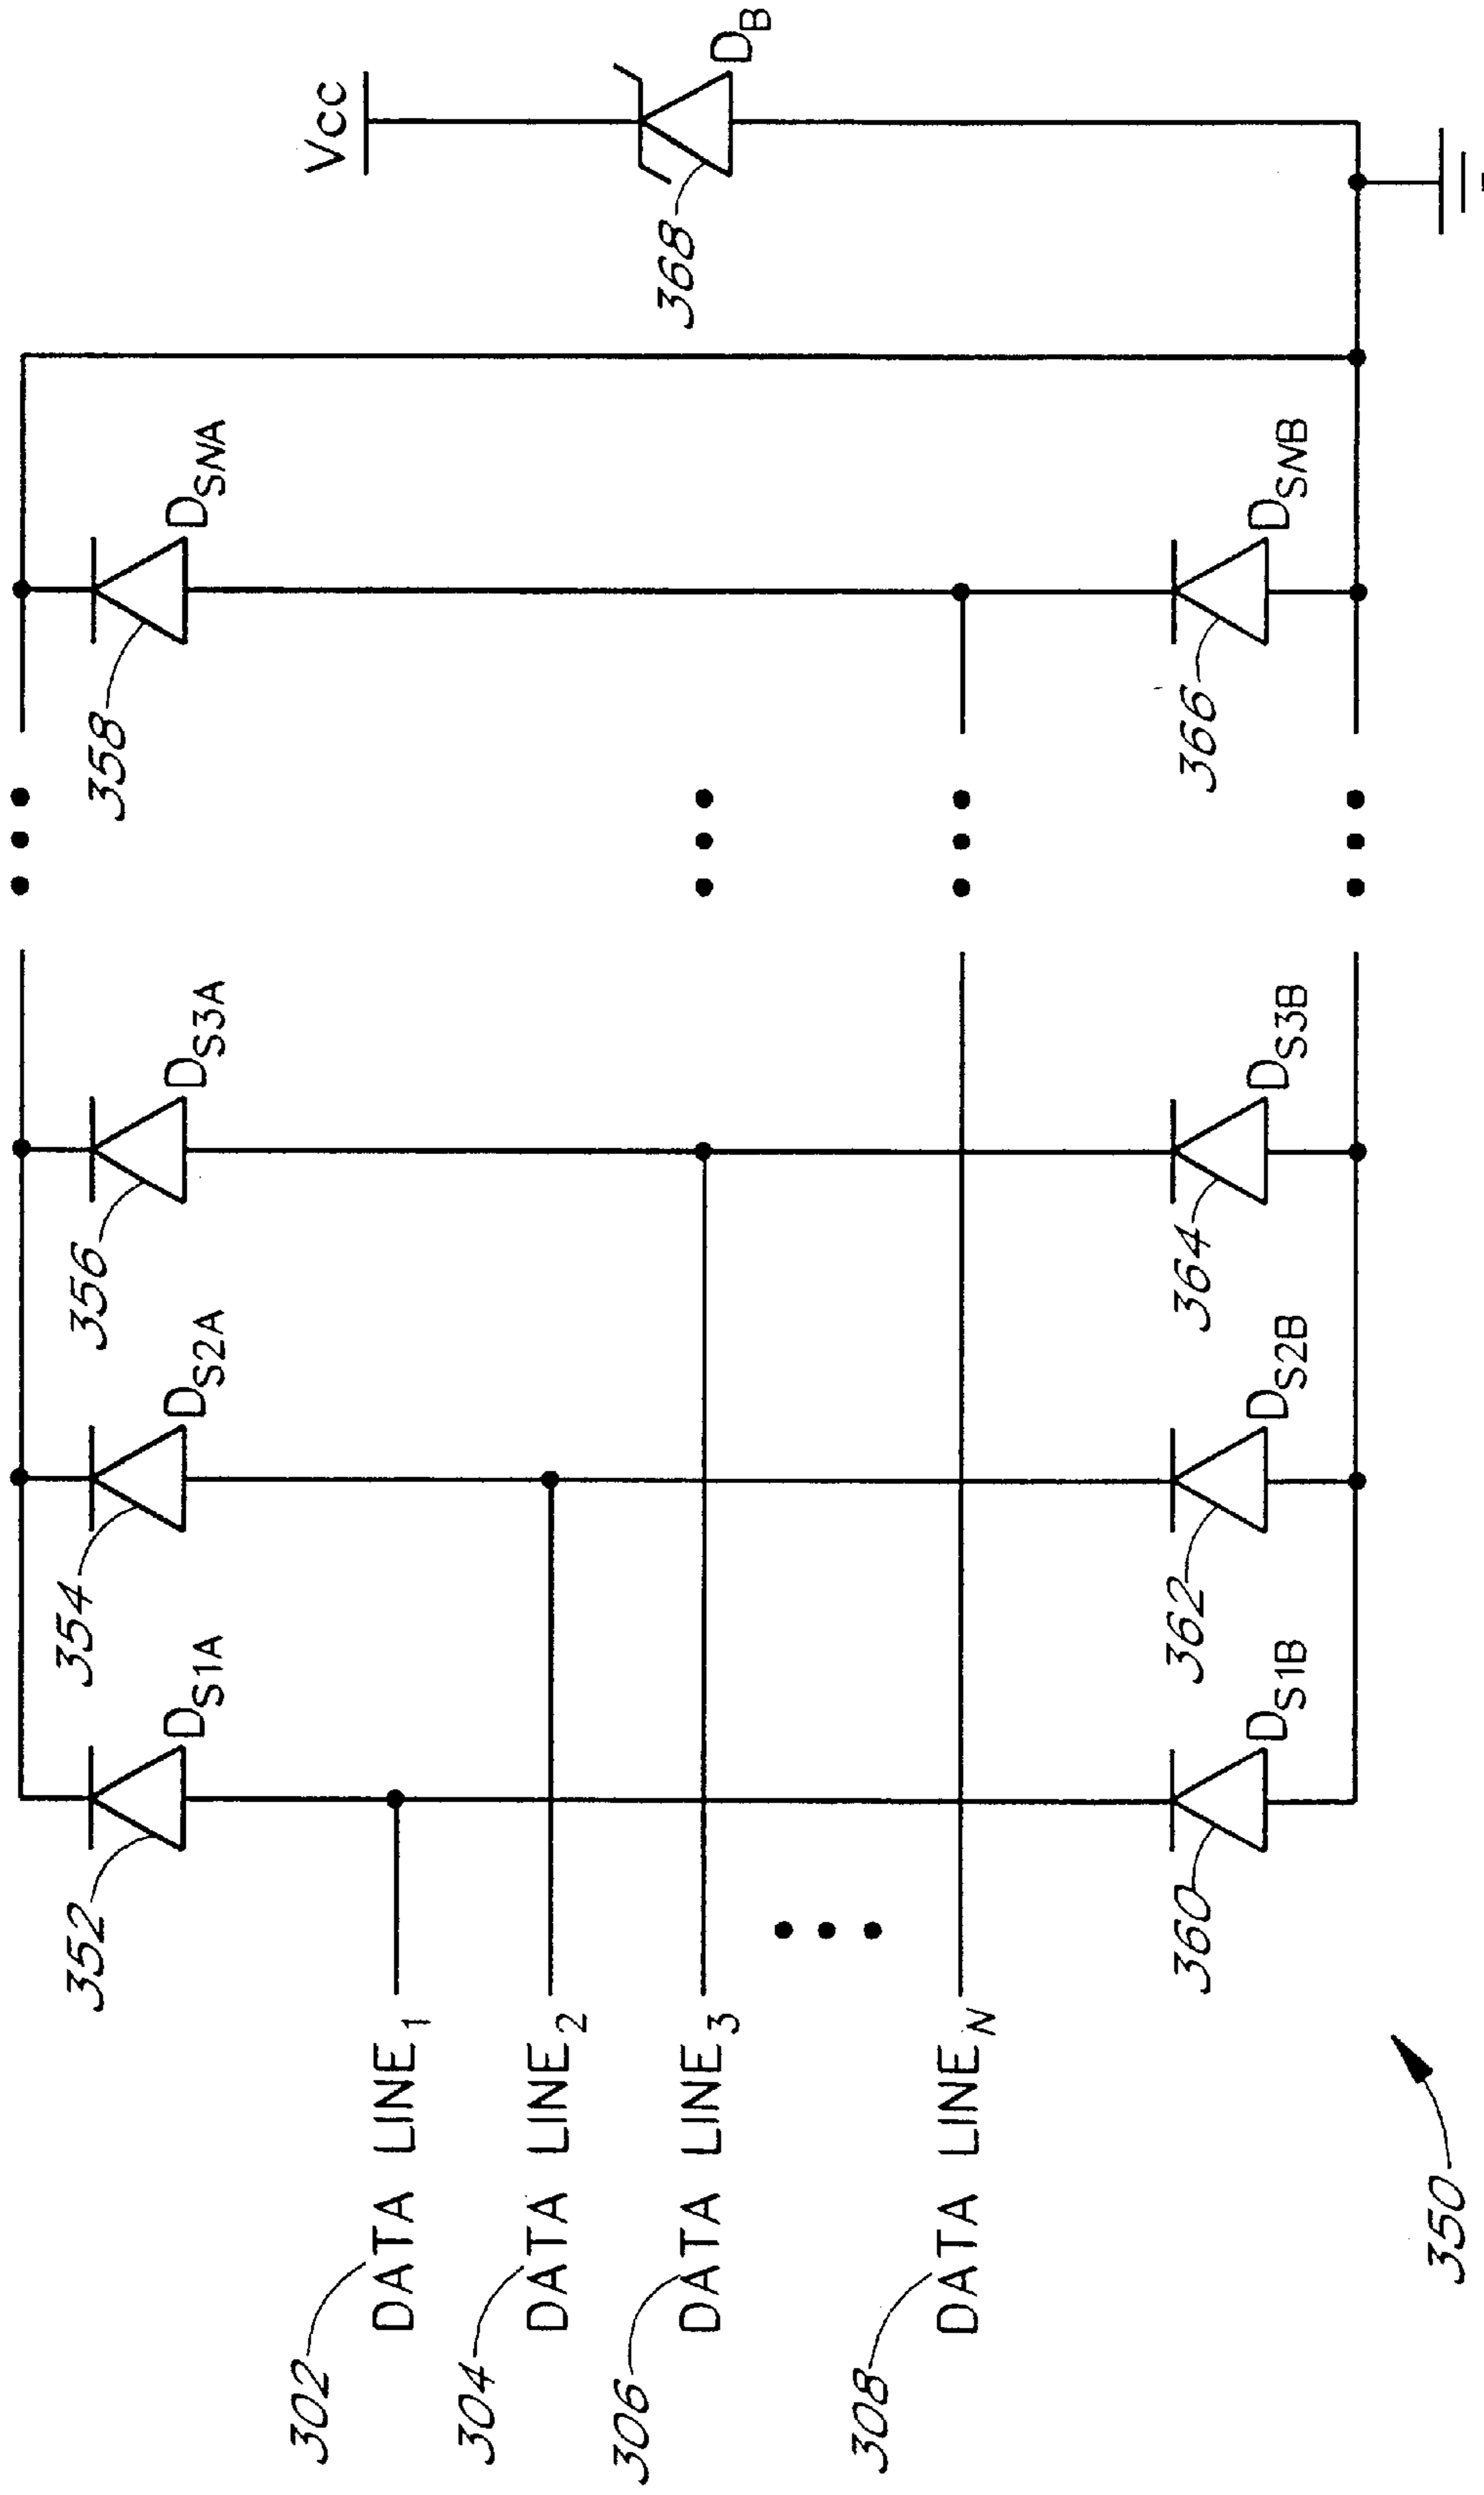 Vcc
D_B
368
D_SNA
358
D_SNB
366
D_S3A
356
D_S3B
364
D_S2A
354
D_S2B
362
D_S1A
352
D_S1B
360
302
DATA LINE_1
304
DATA LINE_2
306
DATA LINE_3
308
DATA LINE_N
350